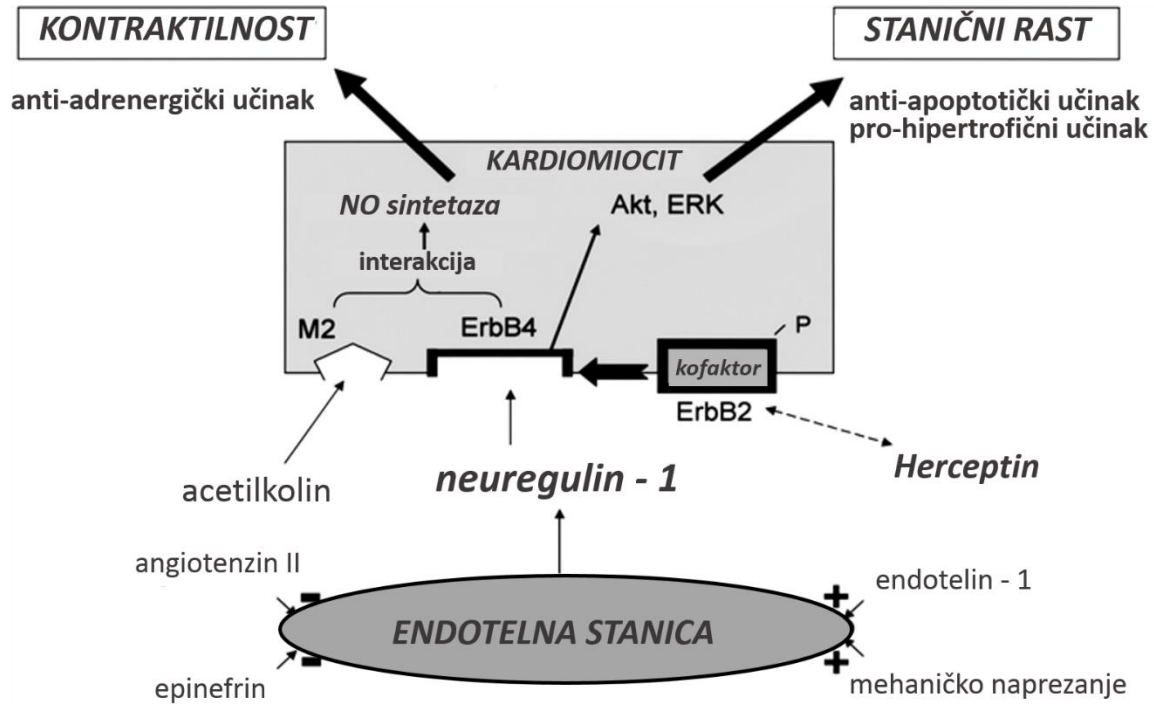 KONTRAKTILNOST
STANIČNI RAST
anti-adrenergički učinak
anti-apoptotički učinak
pro-hipertrofični učinak
KARDIOMIOCIT
NO sintetaza
Akt, ERK
interakcija
M2
ErbB4
P
kofaktor
ErbB2
Herceptin
neuregulin - 1
acetilkolin
angiotenzin II
endotelin - 1
- +
ENDOTELNA STANICA
- +
epinefrin
mehaničko naprezanje